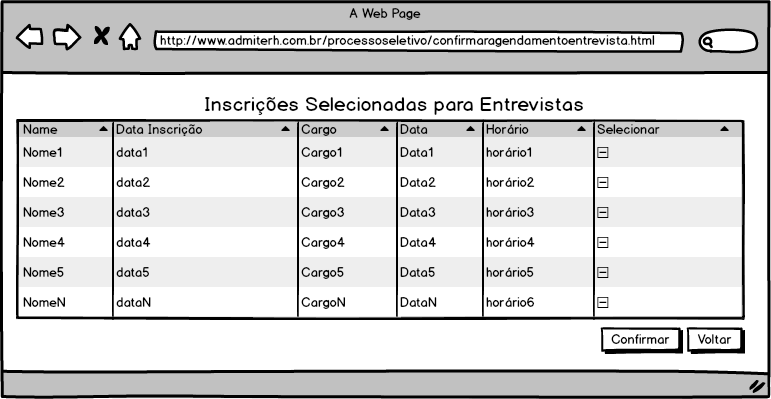 A Web Page
http://www.admiterh.com.br/processoseletivo/confirmaragendamentoentrevista.html
Inscrições Selecionadas para Entrevistas
Name Data Inscrição Cargo Data Horário Selecionar
Nome1 data1 Cargo1 Data1 horário1
Nome2 data2 Cargo2 Data2 horário2
Nome3 data3 Cargo3 Data3 horário3
Nome4 data4 Cargo4 Data4 horário4
Nome5 data5 Cargo5 Data5 horário5
NomeN dataN CargoN DataN horário6
Confirmar Voltar